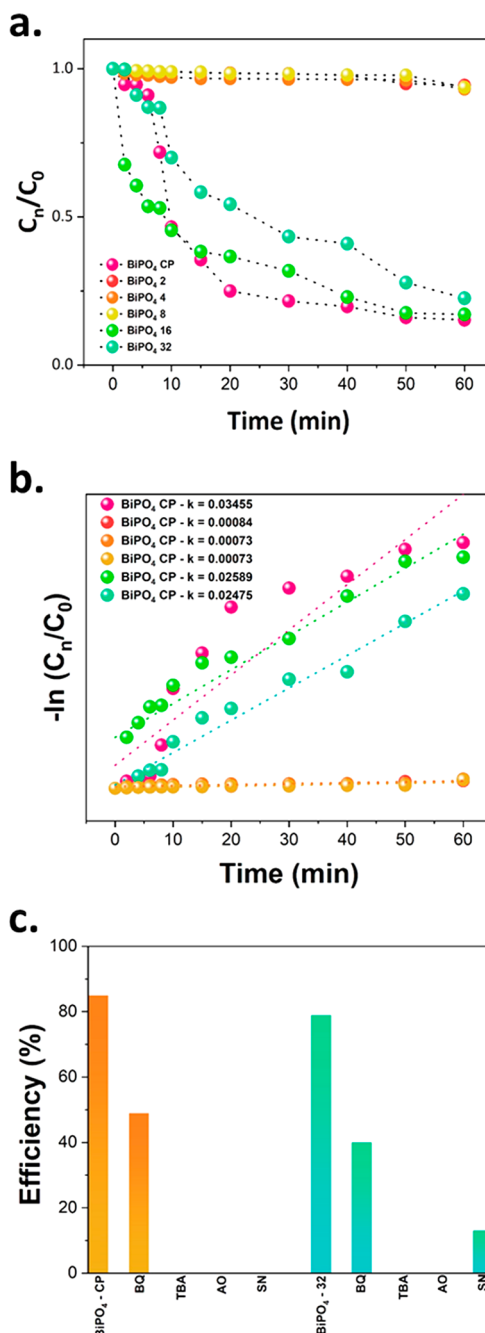 a.
Cn/C0
1.0
0.5
0.0
BiPO4 CP
BiPO4 2
BiPO4 4
BiPO4 8
BiPO4 16
BiPO4 32
0 10 20 30 40 50 60
Time (min)
b.
-ln (Cn/C0)
BiPO4 CP - k = 0.03455
BiPO4 CP - k = 0.00084
BiPO4 CP - k = 0.00073
BiPO4 CP - k = 0.00073
BiPO4 CP - k = 0.02589
BiPO4 CP - k = 0.02475
0 10 20 30 40 50 60
Time (min)
c.
Efficiency (%)
100
80
60
40
20
0
BiPO4 - CP
BQ
TBA
AO
SN
BiPO4 - 32
BQ
TBA
AO
SN